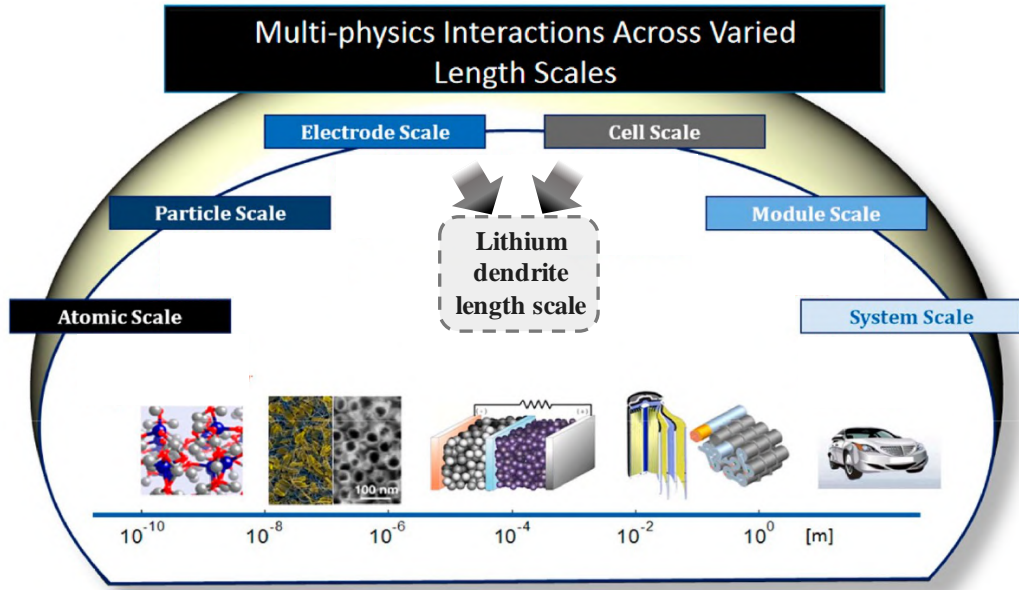 Multi-physics Interactions Across Varied
Length Scales
Electrode Scale
Cell Scale
Particle Scale
Module Scale
Lithium
dendrite
length scale
Atomic Scale
System Scale
(-)
(+)
100 nm
10⁻¹⁰
10⁻⁸
10⁻⁶
10⁻⁴
10⁻²
10⁰
[m]